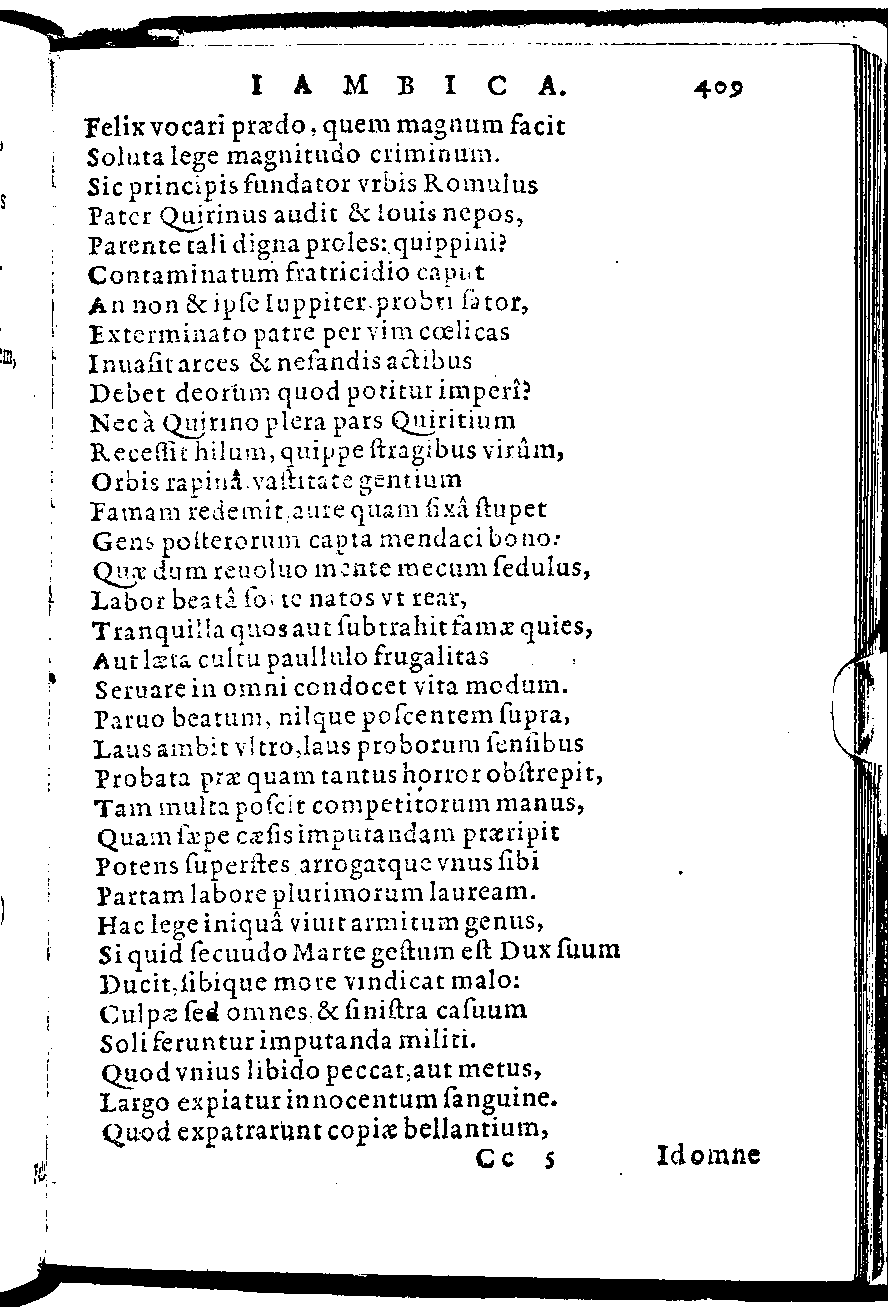 IAMBICA. 409
Felix vocari prædo, quem magnum facit
Soluta lege magnitudo criminum.
Sic principis fundator vrbis Romulus
Pater Quirinus audit & Iouis nepos,
Parente tali digna proles: quippini?
Contaminatum fratricidio caput
An non & ipſe Iuppiter probri ſator,
Exterminato patre per vim cœlicas
Inuaſit arces & nefandis actibus
Debet deorum quod potitur imperî?
Nec à Quirino plera pars Quiritium
Receſſit hilum, quippe ſtragibus virûm,
Orbis rapinâ vaſtitate gentium
Famam redemit, aure quam fixâ ſtupet
Gens poſterorum capta mendaci bono:
Quæ dum reuoluo mente mecum ſedulus,
Labor beatâ ſorte natos vt rear,
Tranquilla quos aut ſubtrahit famæ quies,
Aut læta cultu paullulo frugalitas
Seruare in omni condocet vita modum.
Paruo beatum, nilque poſcentem ſupra,
Laus ambit vltro, laus proborum ſenſibus
Probata præ quam tantus horror obſtrepit,
Tam multa poſcit competitorum manus,
Quam ſæpe cæſis imputandam præripit
Potens ſuperſtes arrogatque vnus ſibi
Partam labore plurimorum lauream.
Hac lege iniquâ viuit armitum genus,
Si quid ſecuudo Marte geſtum eſt Dux ſuum
Ducit, ſibique more vindicat malo:
Culpæ ſed omnes & ſiniſtra caſuum
Soli feruntur imputanda militi.
Quod vnius libido peccat, aut metus,
Largo expiatur innocentum ſanguine.
Quod expatrarunt copiæ bellantium,
Cc 5 Idomne